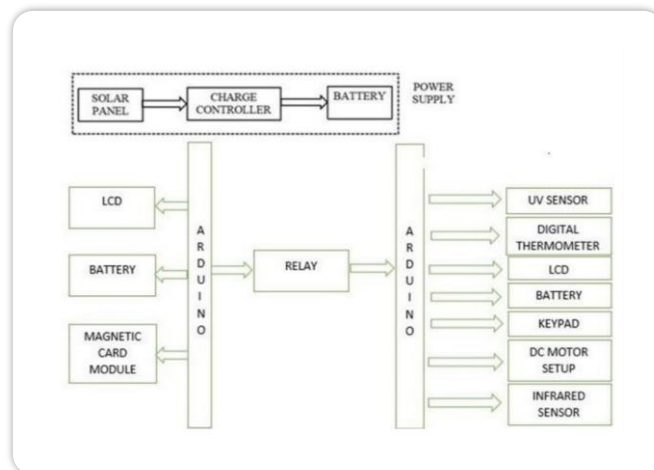 SOLAR
PANEL
CHARGE
CONTROLLER
BATTERY
POWER
SUPPLY
LCD
BATTERY
MAGNETIC
CARD
MODULE
A
R
D
U
I
N
O
RELAY
A
R
D
U
I
N
O
UV SENSOR
DIGITAL
THERMOMETER
LCD
BATTERY
KEYPAD
DC MOTOR
SETUP
INFRARED
SENSOR